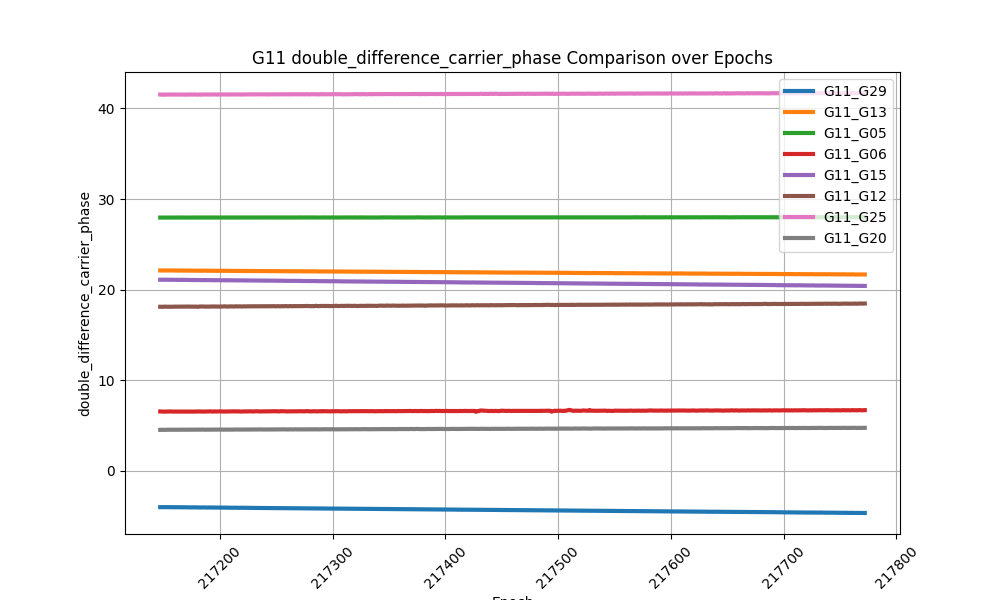 G11 double_difference_carrier_phase Comparison over Epochs
double_difference_carrier_phase
40
30
20
10
0
G11_G29
G11_G13
G11_G05
G11_G06
G11_G15
G11_G12
G11_G25
G11_G20
217200
217300
217400
217500
217600
217700
217800
Epoch